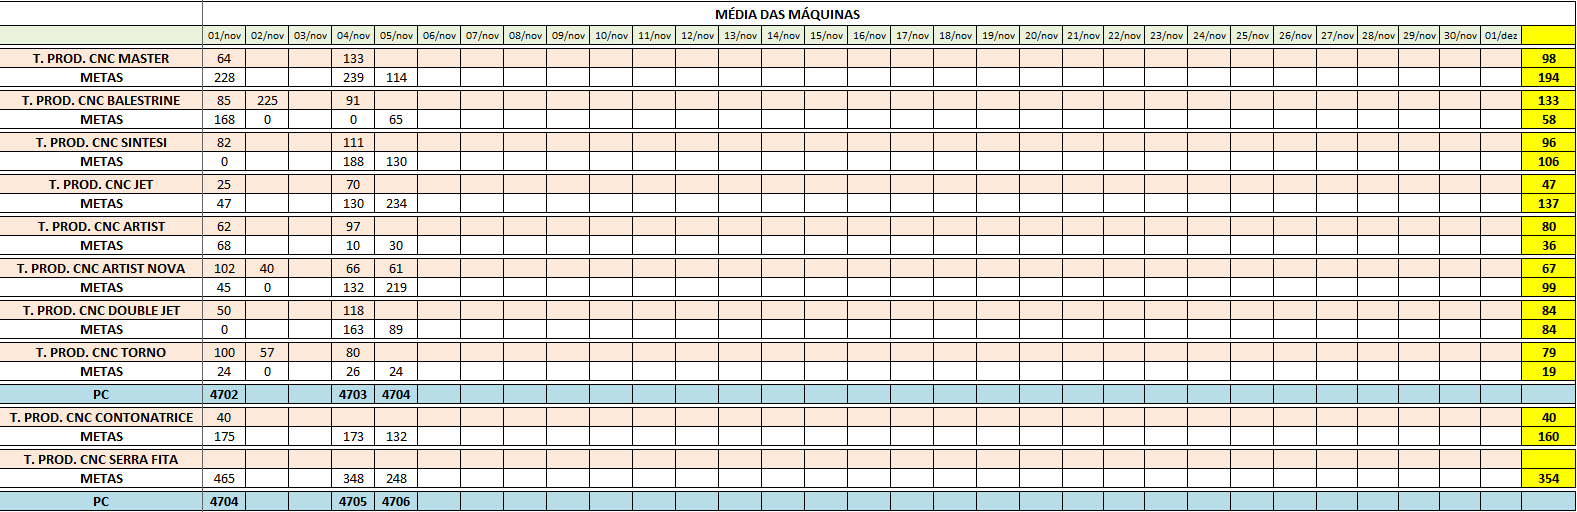 MÉDIA DAS MÁQUINAS
01/nov 02/nov 03/nov 04/nov 05/nov 06/nov 07/nov 08/nov 09/nov 10/nov 11/nov 12/nov 13/nov 14/nov 15/nov 16/nov 17/nov 18/nov 19/nov 20/nov 21/nov 22/nov 23/nov 24/nov 25/nov 26/nov 27/nov 28/nov 29/nov 30/nov 01/dez
T. PROD. CNC MASTER 64 133 98
METAS 228 239 114 194
T. PROD. CNC BALESTRINE 85 225 91 133
METAS 168 0 0 65 58
T. PROD. CNC SINTESI 82 111 96
METAS 0 188 130 106
T. PROD. CNC JET 25 70 47
METAS 47 130 234 137
T. PROD. CNC ARTIST 62 97 80
METAS 68 10 30 36
T. PROD. CNC ARTIST NOVA 102 40 66 61 67
METAS 45 0 132 219 99
T. PROD. CNC DOUBLE JET 50 118 84
METAS 0 163 89 84
T. PROD. CNC TORNO 100 57 80 79
METAS 24 0 26 24 19
PC 4702 4703 4704
T. PROD. CNC CONTONATRICE 40 40
METAS 175 173 132 160
T. PROD. CNC SERRA FITA
METAS 465 348 248 354
PC 4704 4705 4706